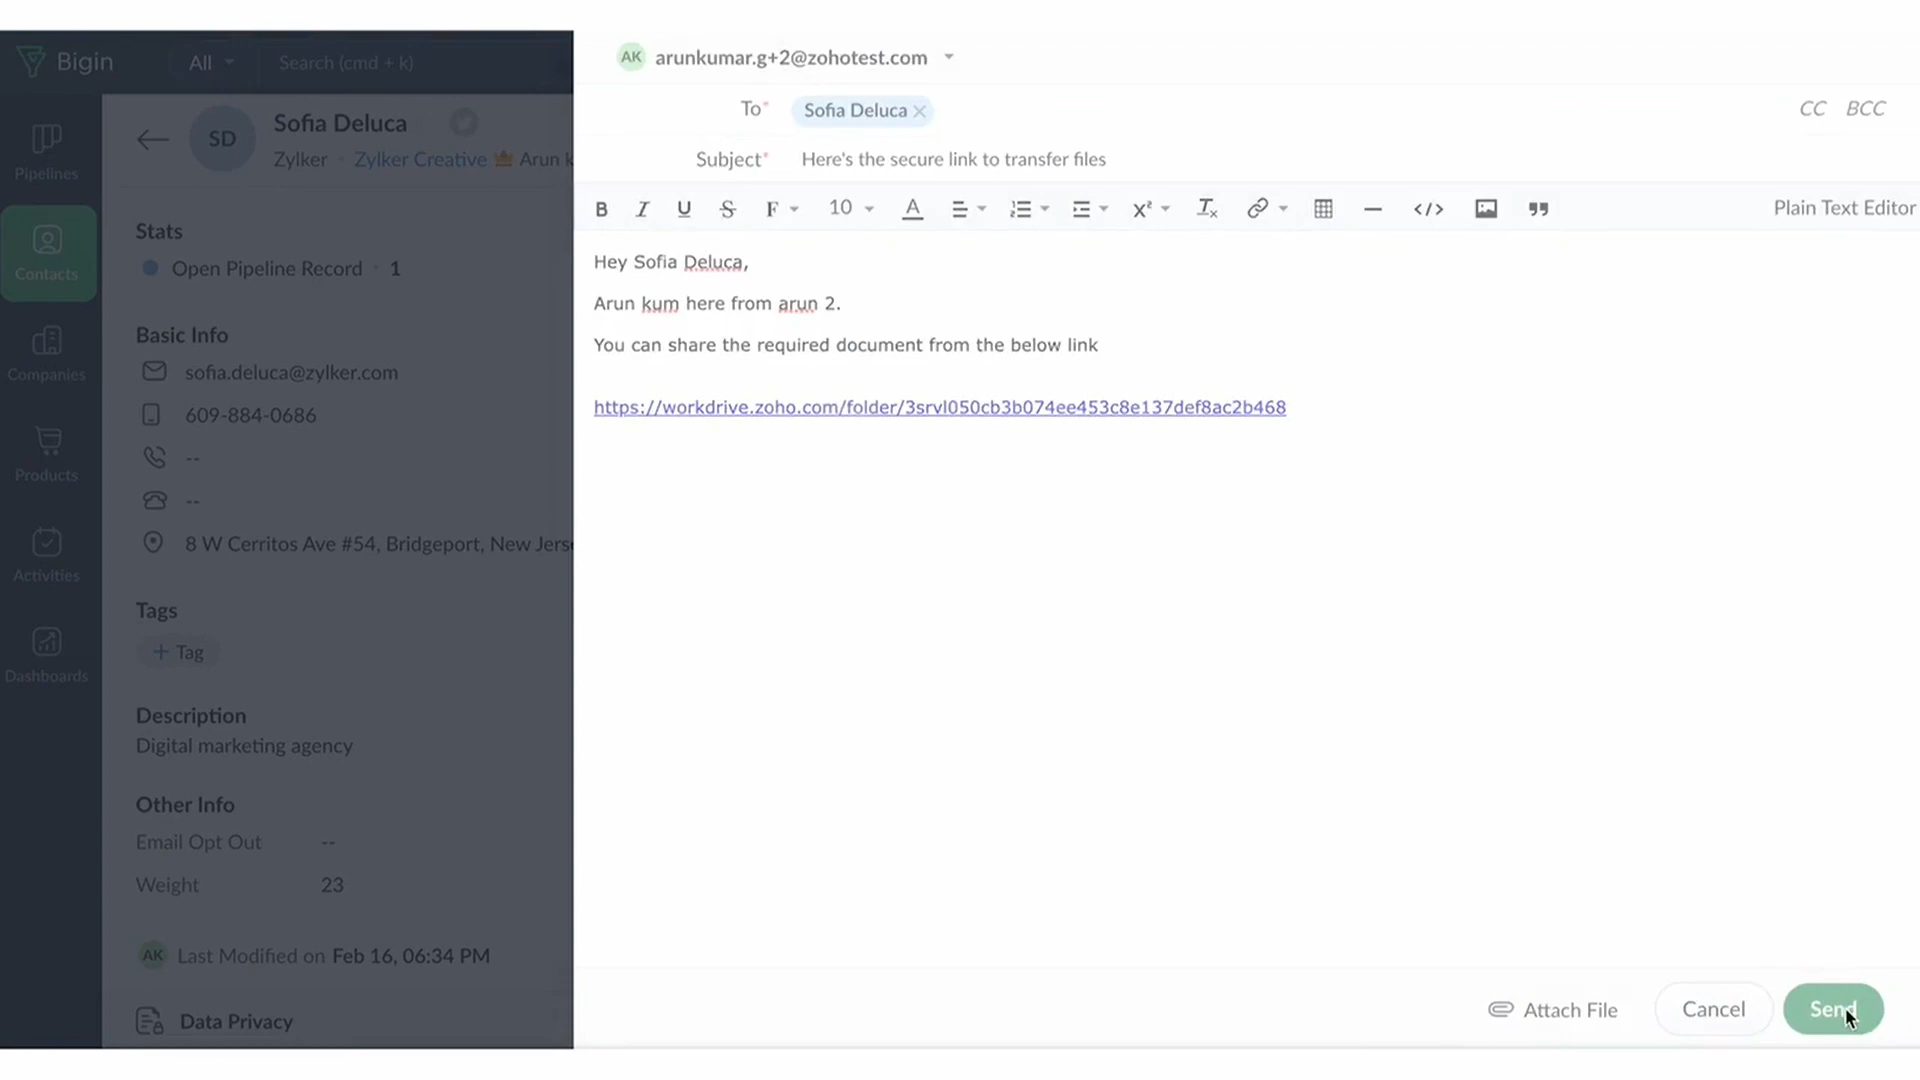 Bigin
All
Search (cmd + k)
AK
arunkumar.g+2@zohotest.com
To*
Sofia Deluca
CC
BCC
Subject*
Here's the secure link to transfer files
B I U S F 10 A
Plain Text Editor
Pipelines
Contacts
Companies
Products
Activities
Dashboards
SD
Sofia Deluca
Zylker · Zylker Creative Arun k
Stats
Open Pipeline Record · 1
Basic Info
sofia.deluca@zylker.com
609-884-0686
--
--
8 W Cerritos Ave #54, Bridgeport, New Jers
Tags
+ Tag
Description
Digital marketing agency
Other Info
Email Opt Out --
Weight 23
AK Last Modified on Feb 16, 06:34 PM
Data Privacy
Hey Sofia Deluca,
Arun kum here from arun 2.
You can share the required document from the below link
https://workdrive.zoho.com/folder/3srvl050cb3b074ee453c8e137def8ac2b468
Attach File
Cancel
Send